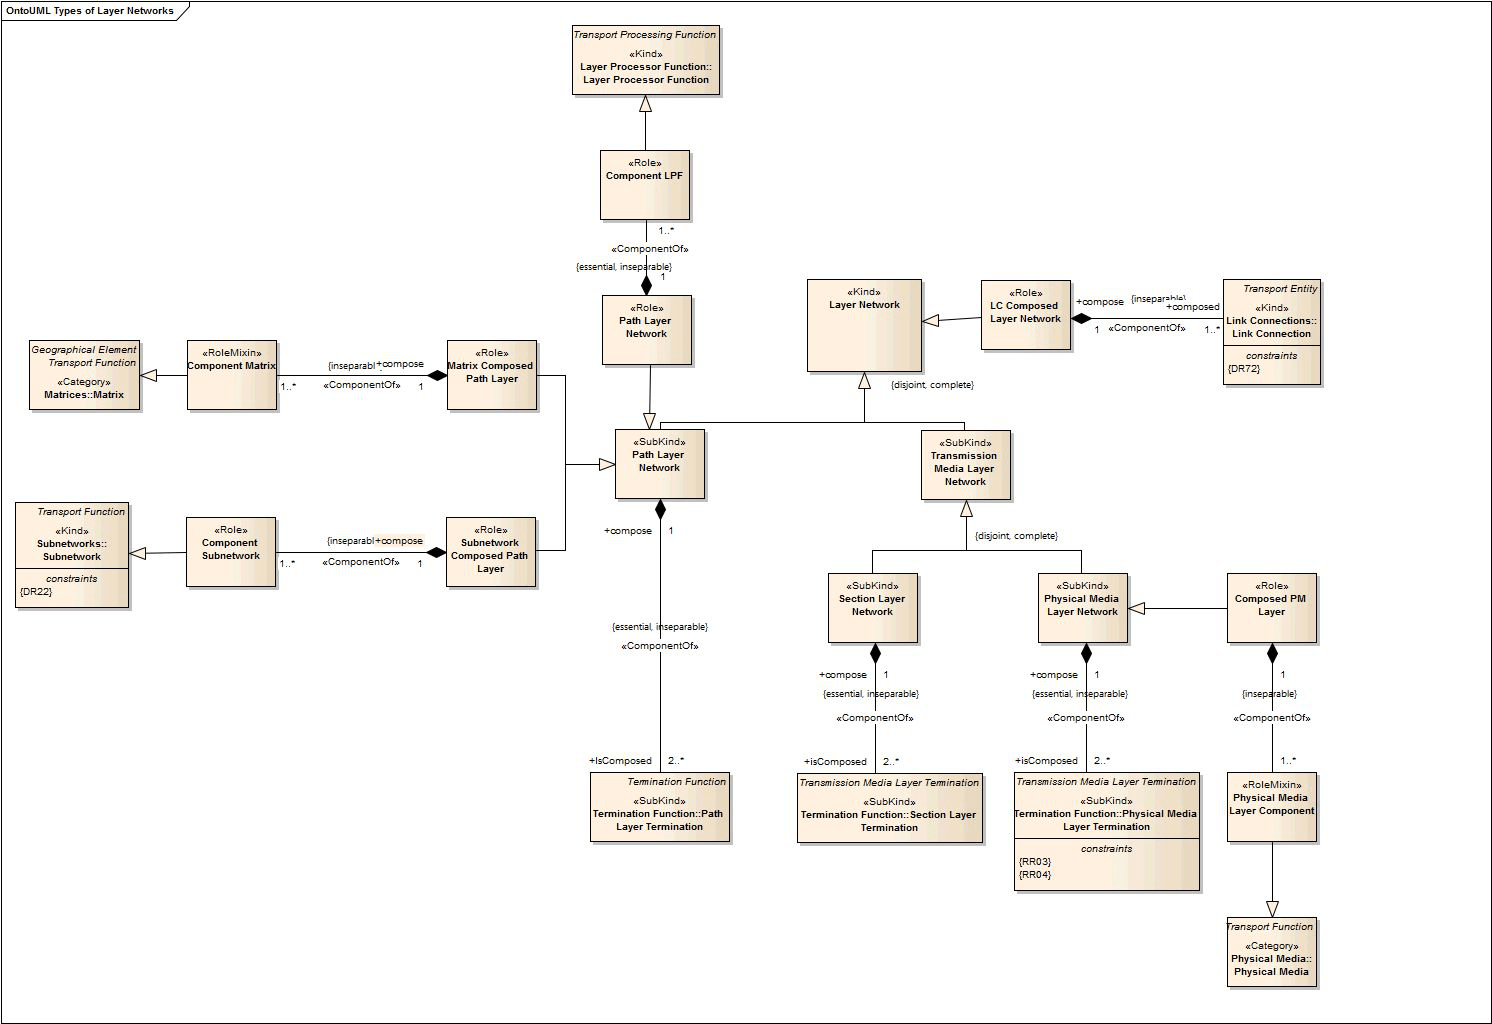 OntoUML Types of Layer Networks
Transport Processing Function
«Kind»
Layer Processor Function::
Layer Processor Function
«Role»
Component LPF
1..*
«ComponentOf»
{essential, inseparable}
1
«Role»
Path Layer
Network
«Kind»
Layer Network
{disjoint, complete}
«Role»
LC Composed
Layer Network
+compose
{inseparable}
+composed
1
«ComponentOf»
1..*
Transport Entity
«Kind»
Link Connections::
Link Connection
constraints
{DR72}
Geographical Element
Transport Function
«Category»
Matrices::Matrix
«RoleMixin»
Component Matrix
{inseparabl
+compose
1..*
«ComponentOf»
1
«Role»
Matrix Composed
Path Layer
«SubKind»
Path Layer
Network
«SubKind»
Transmission
Media Layer
Network
Transport Function
«Kind»
Subnetworks::
Subnetwork
constraints
{DR22}
«Role»
Component
Subnetwork
{inseparabl
+compose
1..*
«ComponentOf»
1
«Role»
Subnetwork
Composed Path
Layer
+compose
1
{essential, inseparable}
«ComponentOf»
+IsComposed
2..*
Termination Function
«SubKind»
Termination Function::Path
Layer Termination
{disjoint, complete}
«SubKind»
Section Layer
Network
+compose
1
{essential, inseparable}
«ComponentOf»
+isComposed
2..*
Transmission Media Layer Termination
«SubKind»
Termination Function::Section Layer
Termination
«SubKind»
Physical Media
Layer Network
+compose
1
{essential, inseparable}
«ComponentOf»
+isComposed
2..*
Transmission Media Layer Termination
«SubKind»
Termination Function::Physical Media
Layer Termination
constraints
{RR03}
{RR04}
«Role»
Composed PM
Layer
1
{inseparable}
«ComponentOf»
1..*
«RoleMixin»
Physical Media
Layer Component
Transport Function
«Category»
Physical Media::
Physical Media